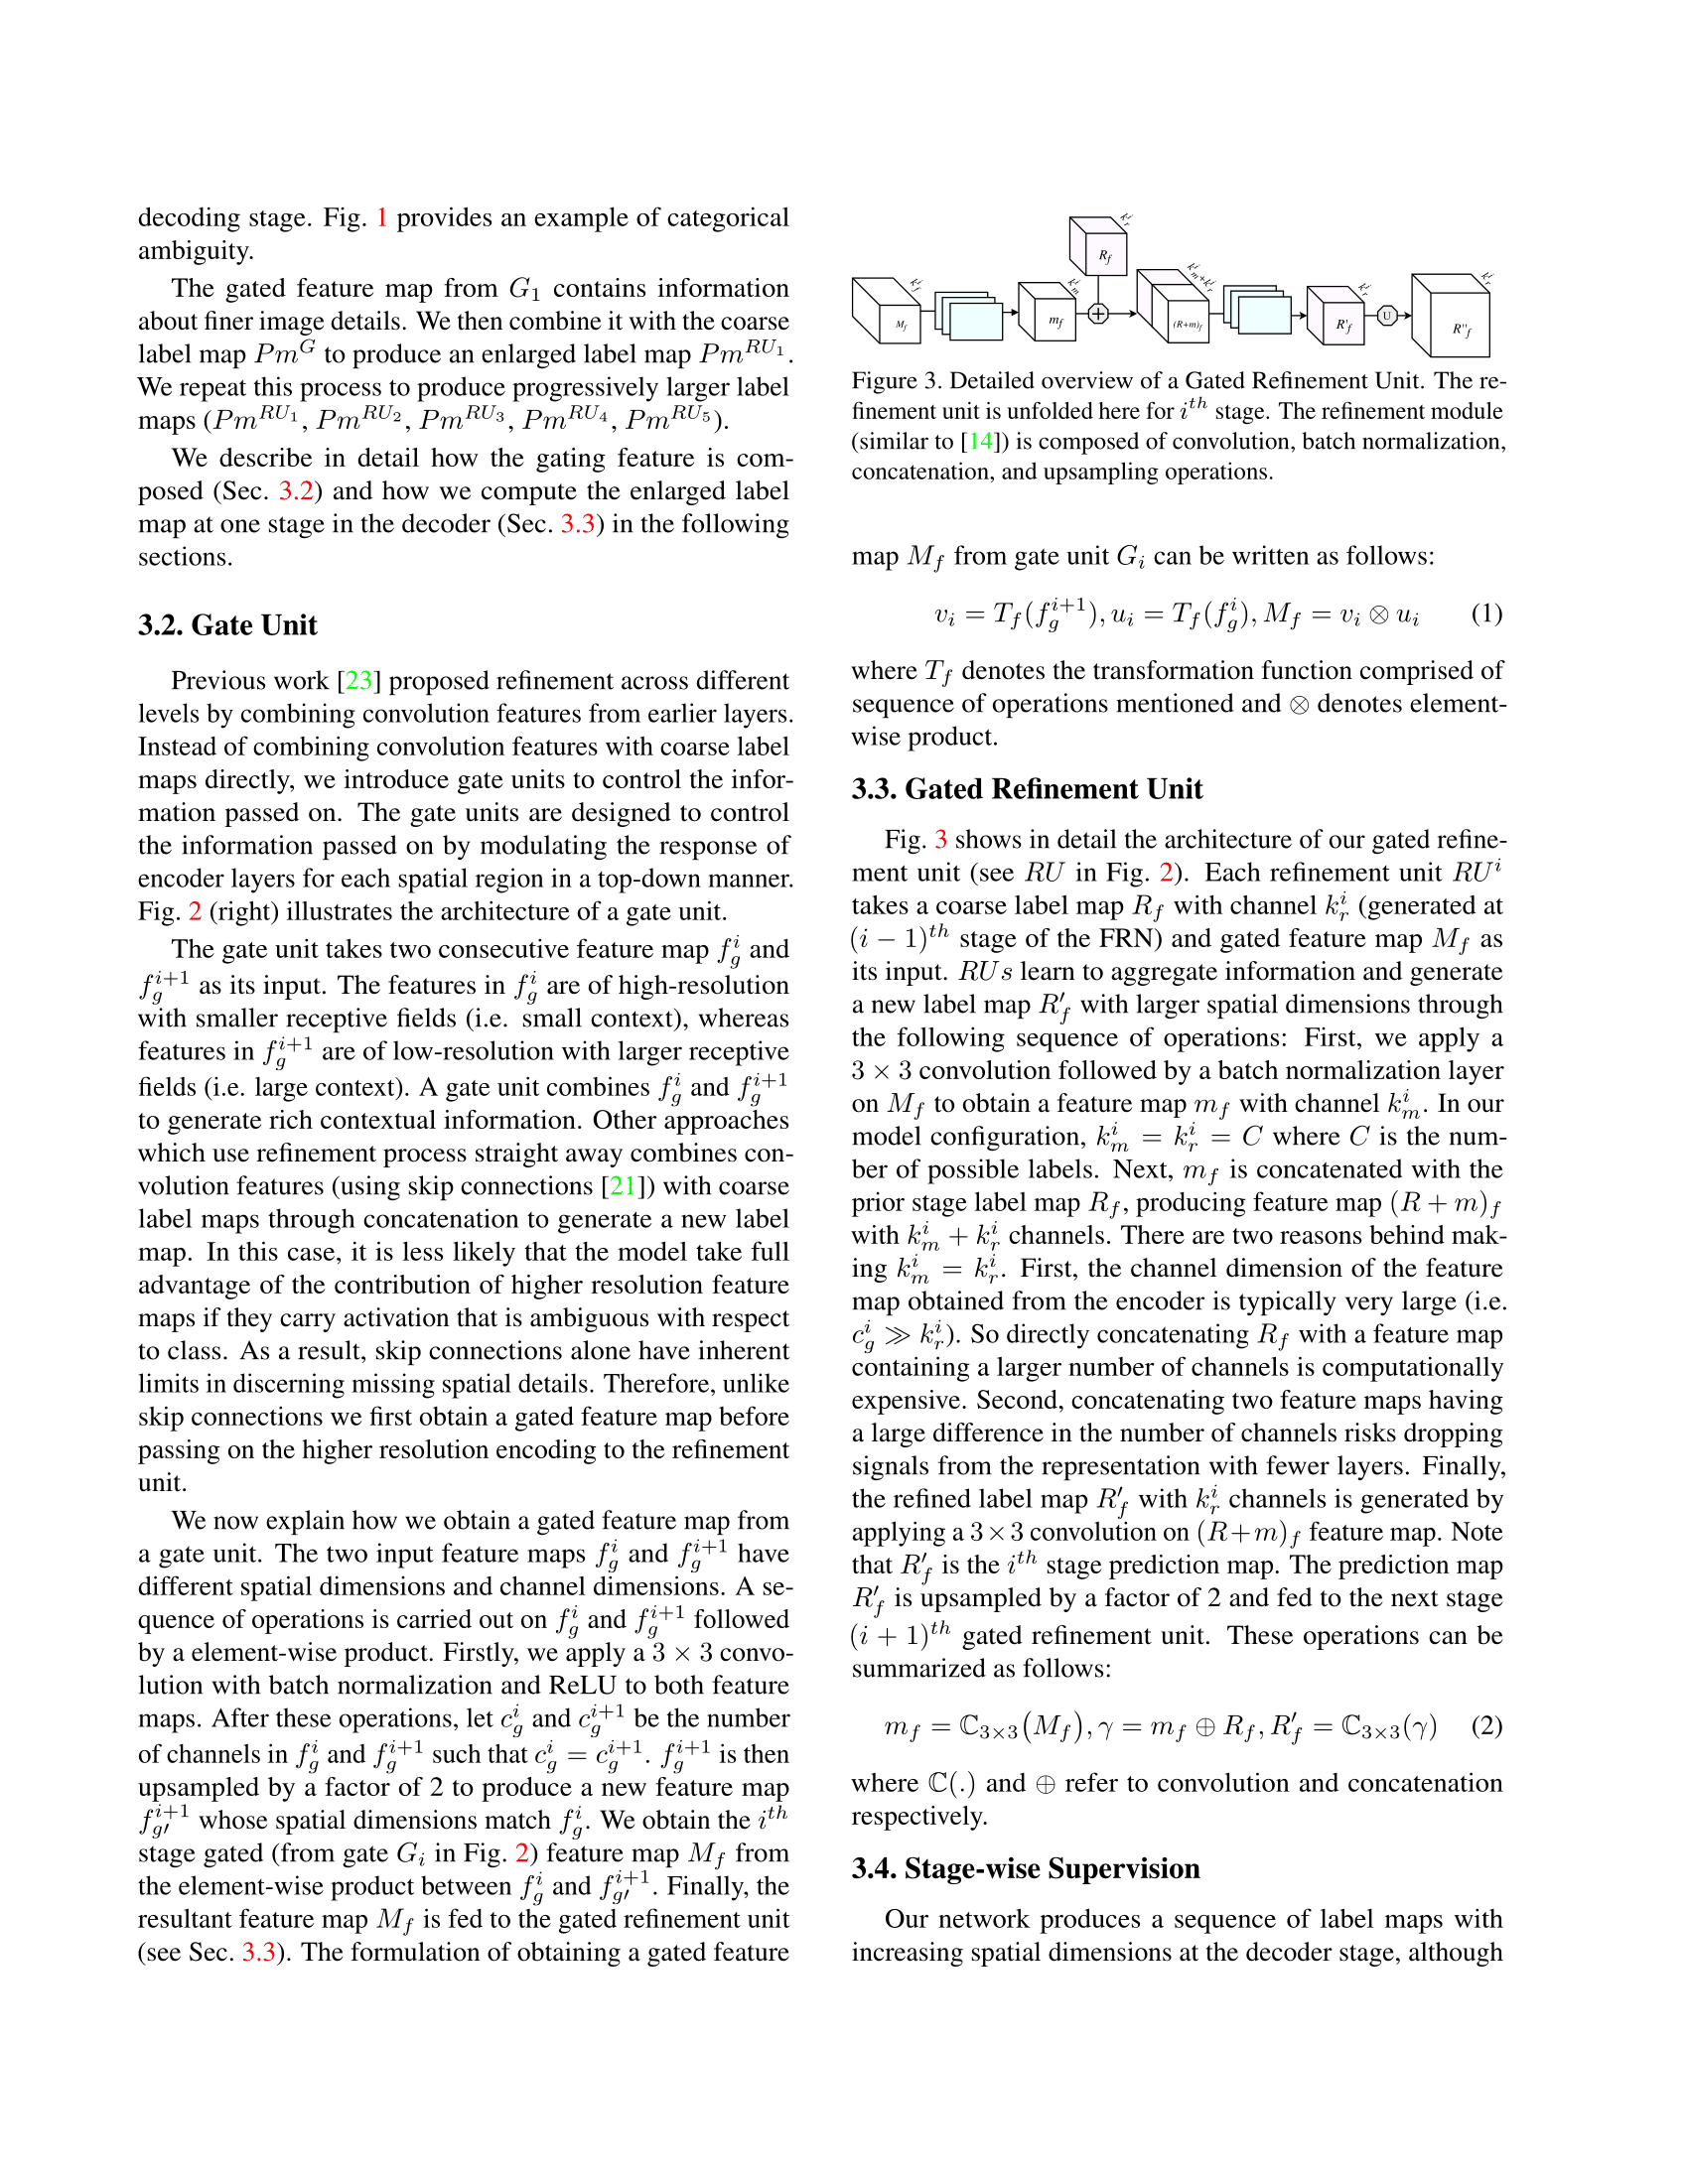 decoding stage. Fig. 1 provides an example of categorical
ambiguity.
The gated feature map from G_1 contains information
about finer image details. We then combine it with the coarse
label map Pm^G to produce an enlarged label map Pm^{RU_1}.
We repeat this process to produce progressively larger label
maps (Pm^{RU_1}, Pm^{RU_2}, Pm^{RU_3}, Pm^{RU_4}, Pm^{RU_5}).
We describe in detail how the gating feature is com-
posed (Sec. 3.2) and how we compute the enlarged label
map at one stage in the decoder (Sec. 3.3) in the following
sections.
3.2. Gate Unit
Previous work [23] proposed refinement across different
levels by combining convolution features from earlier layers.
Instead of combining convolution features with coarse label
maps directly, we introduce gate units to control the infor-
mation passed on. The gate units are designed to control
the information passed on by modulating the response of
encoder layers for each spatial region in a top-down manner.
Fig. 2 (right) illustrates the architecture of a gate unit.
The gate unit takes two consecutive feature map f_g^i and
f_g^{i+1} as its input. The features in f_g^i are of high-resolution
with smaller receptive fields (i.e. small context), whereas
features in f_g^{i+1} are of low-resolution with larger receptive
fields (i.e. large context). A gate unit combines f_g^i and f_g^{i+1}
to generate rich contextual information. Other approaches
which use refinement process straight away combines con-
volution features (using skip connections [21]) with coarse
label maps through concatenation to generate a new label
map. In this case, it is less likely that the model take full
advantage of the contribution of higher resolution feature
maps if they carry activation that is ambiguous with respect
to class. As a result, skip connections alone have inherent
limits in discerning missing spatial details. Therefore, unlike
skip connections we first obtain a gated feature map before
passing on the higher resolution encoding to the refinement
unit.
We now explain how we obtain a gated feature map from
a gate unit. The two input feature maps f_g^i and f_g^{i+1} have
different spatial dimensions and channel dimensions. A se-
quence of operations is carried out on f_g^i and f_g^{i+1} followed
by a element-wise product. Firstly, we apply a 3 × 3 convo-
lution with batch normalization and ReLU to both feature
maps. After these operations, let c_g^i and c_g^{i+1} be the number
of channels in f_g^i and f_g^{i+1} such that c_g^i = c_g^{i+1}. f_g^{i+1} is then
upsampled by a factor of 2 to produce a new feature map
f_{g'}^{i+1} whose spatial dimensions match f_g^i. We obtain the i^{th}
stage gated (from gate G_i in Fig. 2) feature map M_f from
the element-wise product between f_g^i and f_{g'}^{i+1}. Finally, the
resultant feature map M_f is fed to the gated refinement unit
(see Sec. 3.3). The formulation of obtaining a gated feature
M_f k_f^i m_f k_m^i R_f k_r^i + (R+m)_f k_m^i+k_r^i R'_f k_r^i U R''_f k_r^i
Figure 3. Detailed overview of a Gated Refinement Unit. The re-
finement unit is unfolded here for i^{th} stage. The refinement module
(similar to [14]) is composed of convolution, batch normalization,
concatenation, and upsampling operations.
map M_f from gate unit G_i can be written as follows:
v_i = T_f(f_g^{i+1}), u_i = T_f(f_g^i), M_f = v_i ⊗ u_i (1)
where T_f denotes the transformation function comprised of
sequence of operations mentioned and ⊗ denotes element-
wise product.
3.3. Gated Refinement Unit
Fig. 3 shows in detail the architecture of our gated refine-
ment unit (see RU in Fig. 2). Each refinement unit RU^i
takes a coarse label map R_f with channel k_r^i (generated at
(i − 1)^{th} stage of the FRN) and gated feature map M_f as
its input. RUs learn to aggregate information and generate
a new label map R'_f with larger spatial dimensions through
the following sequence of operations: First, we apply a
3 × 3 convolution followed by a batch normalization layer
on M_f to obtain a feature map m_f with channel k_m^i. In our
model configuration, k_m^i = k_r^i = C where C is the num-
ber of possible labels. Next, m_f is concatenated with the
prior stage label map R_f, producing feature map (R + m)_f
with k_m^i + k_r^i channels. There are two reasons behind mak-
ing k_m^i = k_r^i. First, the channel dimension of the feature
map obtained from the encoder is typically very large (i.e.
c_g^i ≫ k_r^i). So directly concatenating R_f with a feature map
containing a larger number of channels is computationally
expensive. Second, concatenating two feature maps having
a large difference in the number of channels risks dropping
signals from the representation with fewer layers. Finally,
the refined label map R'_f with k_r^i channels is generated by
applying a 3×3 convolution on (R+m)_f feature map. Note
that R'_f is the i^{th} stage prediction map. The prediction map
R'_f is upsampled by a factor of 2 and fed to the next stage
(i + 1)^{th} gated refinement unit. These operations can be
summarized as follows:
m_f = ℂ_{3×3}(M_f), γ = m_f ⊕ R_f, R'_f = ℂ_{3×3}(γ) (2)
where ℂ(.) and ⊕ refer to convolution and concatenation
respectively.
3.4. Stage-wise Supervision
Our network produces a sequence of label maps with
increasing spatial dimensions at the decoder stage, although